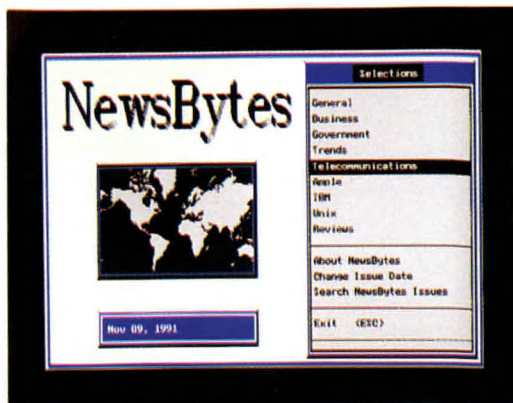 NewsBytes
Nov 09, 1991
Selections
General
Business
Government
Trends
Telecommunications
Apple
IBM
Unix
Reviews
About NewsBytes
Change Issue Date
Search NewsBytes Issues
Exit (ESC)